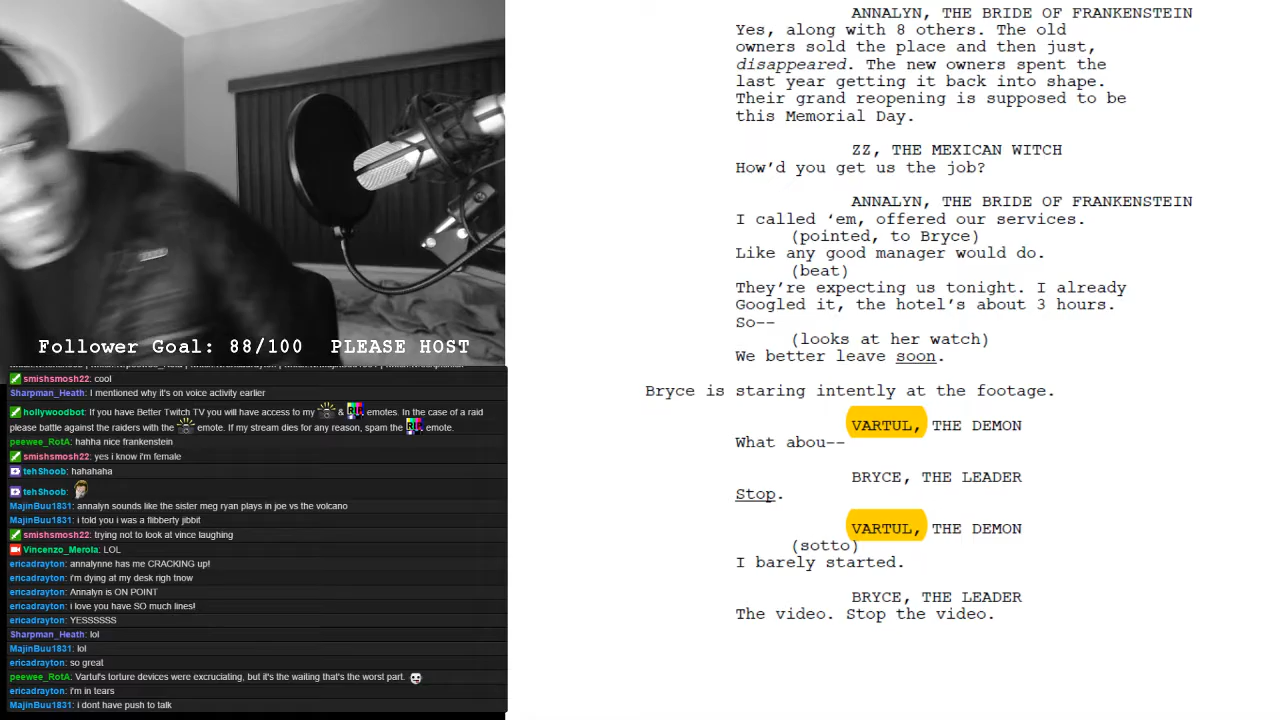 Follower Goal: 88/100 PLEASE HOST
smishsmosh22: cool
Sharpman_Heath: I mentioned why it's on voice activity earlier
hollywoodbot: If you have Better Twitch TV you will have access to my & RIP emotes. In the case of a raid
please battle against the raiders with the emote. If my stream dies for any reason, spam the RIP emote.
peewee_RotA: hahha nice frankenstein
smishsmosh22: yes i know i'm female
tehShoob: hahahaha
tehShoob:
MajinBuu1831: annalyn sounds like the sister meg ryan plays in joe vs the volcano
MajinBuu1831: i told you i was a flibberty jibbit
smishsmosh22: trying not to look at vince laughing
Vincenzo_Merola: LOL
ericadrayton: annalynne has me CRACKING up!
ericadrayton: i'm dying at my desk righ tnow
ericadrayton: Annalyn is ON POINT
ericadrayton: i love you have SO much lines!
ericadrayton: YESSSSSS
Sharpman_Heath: lol
MajinBuu1831: lol
ericadrayton: so great
peewee_RotA: Vartul's torture devices were excruciating, but it's the waiting that's the worst part.
ericadrayton: i'm in tears
MajinBuu1831: i dont have push to talk
ANNALYN, THE BRIDE OF FRANKENSTEIN
Yes, along with 8 others. The old
owners sold the place and then just,
disappeared. The new owners spent the
last year getting it back into shape.
Their grand reopening is supposed to be
this Memorial Day.
ZZ, THE MEXICAN WITCH
How'd you get us the job?
ANNALYN, THE BRIDE OF FRANKENSTEIN
I called ‘em, offered our services.
(pointed, to Bryce)
Like any good manager would do.
(beat)
They're expecting us tonight. I already
Googled it, the hotel's about 3 hours.
So--
(looks at her watch)
We better leave soon.
Bryce is staring intently at the footage.
VARTUL, THE DEMON
What abou--
BRYCE, THE LEADER
Stop.
VARTUL, THE DEMON
(sotto)
I barely started.
BRYCE, THE LEADER
The video. Stop the video.